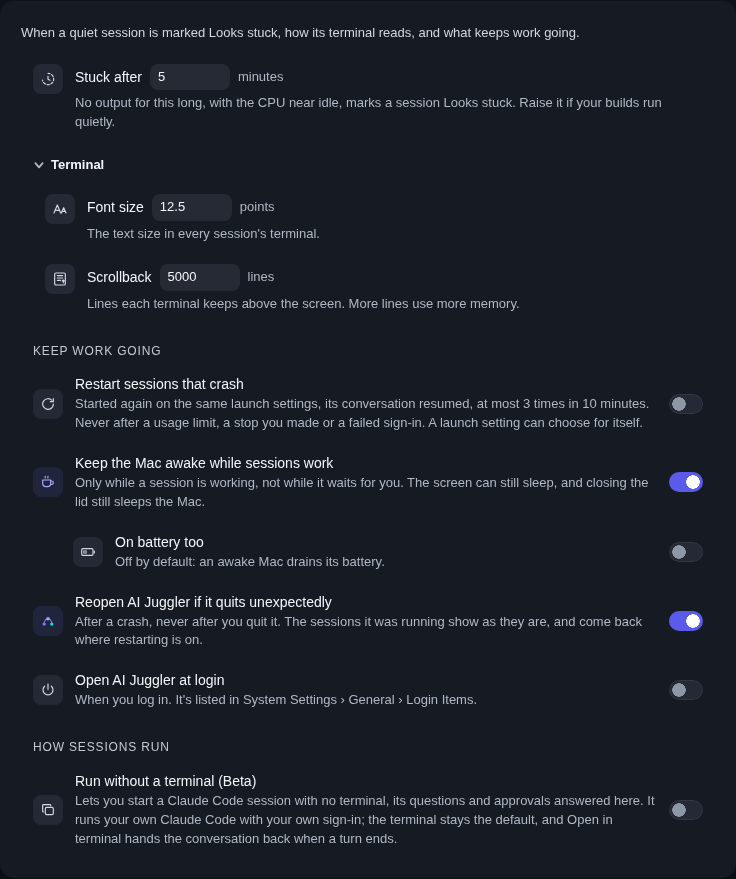 When a quiet session is marked Looks stuck, how its terminal reads, and what keeps work going.
Stuck after 5 minutes
No output for this long, with the CPU near idle, marks a session Looks stuck. Raise it if your builds run
quietly.
Terminal
Font size 12.5 points
The text size in every session's terminal.
Scrollback 5000 lines
Lines each terminal keeps above the screen. More lines use more memory.
KEEP WORK GOING
Restart sessions that crash
Started again on the same launch settings, its conversation resumed, at most 3 times in 10 minutes.
Never after a usage limit, a stop you made or a failed sign-in. A launch setting can choose for itself.
Keep the Mac awake while sessions work
Only while a session is working, not while it waits for you. The screen can still sleep, and closing the
lid still sleeps the Mac.
On battery too
Off by default: an awake Mac drains its battery.
Reopen AI Juggler if it quits unexpectedly
After a crash, never after you quit it. The sessions it was running show as they are, and come back
where restarting is on.
Open AI Juggler at login
When you log in. It's listed in System Settings › General › Login Items.
HOW SESSIONS RUN
Run without a terminal (Beta)
Lets you start a Claude Code session with no terminal, its questions and approvals answered here. It
runs your own Claude Code with your own sign-in; the terminal stays the default, and Open in
terminal hands the conversation back when a turn ends.